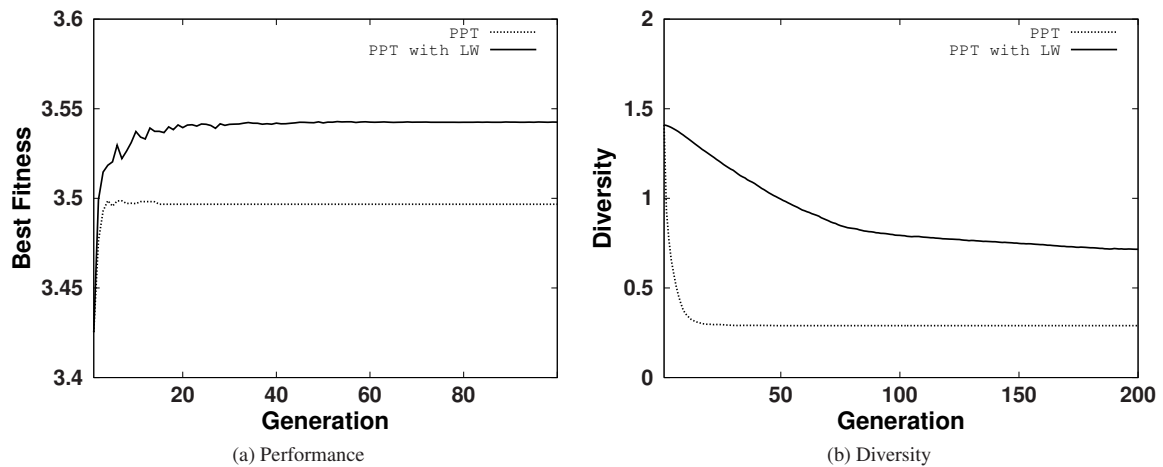 3.6
3.55
3.5
3.45
3.4
Best Fitness
PPT
PPT with LW
20
40
60
80
Generation
(a) Performance
2
1.5
1
0.5
0
Diversity
PPT
PPT with LW
50
100
150
200
Generation
(b) Diversity